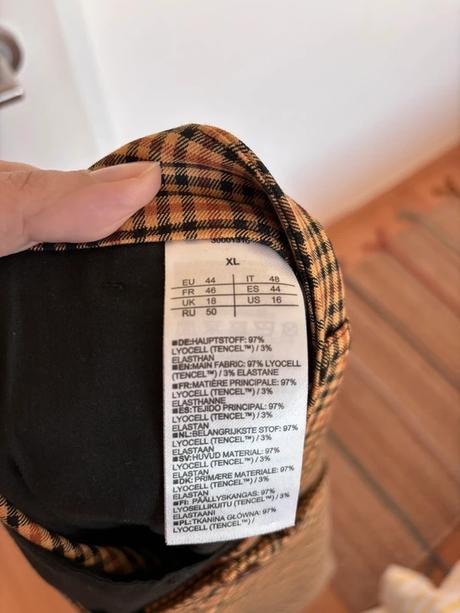 XL
EU 44 IT 48
FR 46 ES 44
UK 18 US 16
RU 50
■DE:HAUPTSTOFF: 97%
LYOCELL (TENCEL™) / 3%
ELASTHAN
■EN:MAIN FABRIC: 97% LYOCELL
(TENCEL™) / 3% ELASTANE
■FR:MATIÈRE PRINCIPALE: 97%
LYOCELL (TENCEL™) / 3%
ELASTHANNE
■ES:TEJIDO PRINCIPAL: 97%
LYOCELL (TENCEL™) / 3%
ELASTAN
■NL:BELANGRIJKSTE STOF: 97%
LYOCELL (TENCEL™) / 3%
ELASTAAN
■SV:HUVUD MATERIAL: 97%
LYOCELL (TENCEL™) / 3%
ELASTAN
■DK:PRIMÆRE MATERIALE: 97%
LYOCELL (TENCEL™) / 3%
ELASTAN
■FI: PÄÄLLYSKANGAS: 97%
LYOSELLIKUITU (TENCEL™) / 3%
ELASTAANI
■PL:TKANINA GŁÓWNA: 97%
LYOCELL (TENCEL™) /